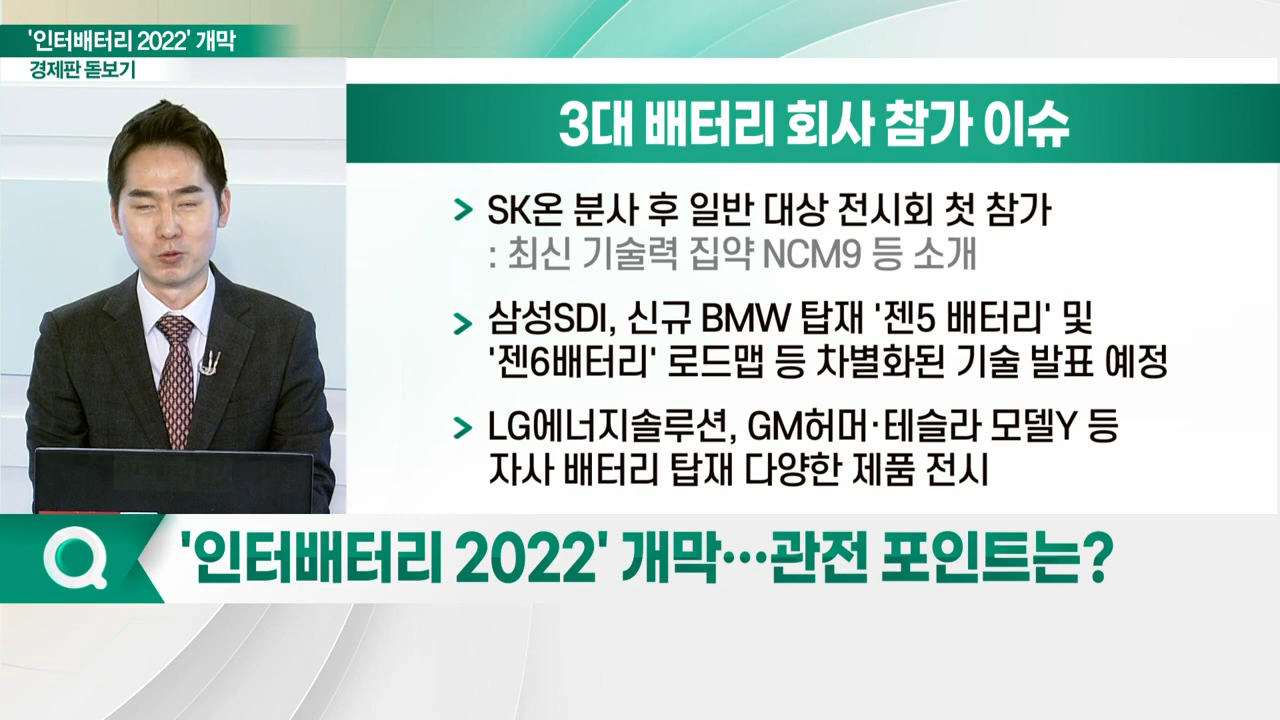 '인터배터리 2022' 개막
경제판 돋보기
3대 배터리 회사 참가 이슈
> SK온 분사 후 일반 대상 전시회 첫 참가
: 최신 기술력 집약 NCM9 등 소개
> 삼성SDI, 신규 BMW 탑재 '젠5 배터리' 및
'젠6배터리' 로드맵 등 차별화된 기술 발표 예정
> LG에너지솔루션, GM허머·테슬라 모델Y 등
자사 배터리 탑재 다양한 제품 전시
Q '인터배터리 2022' 개막…관전 포인트는?